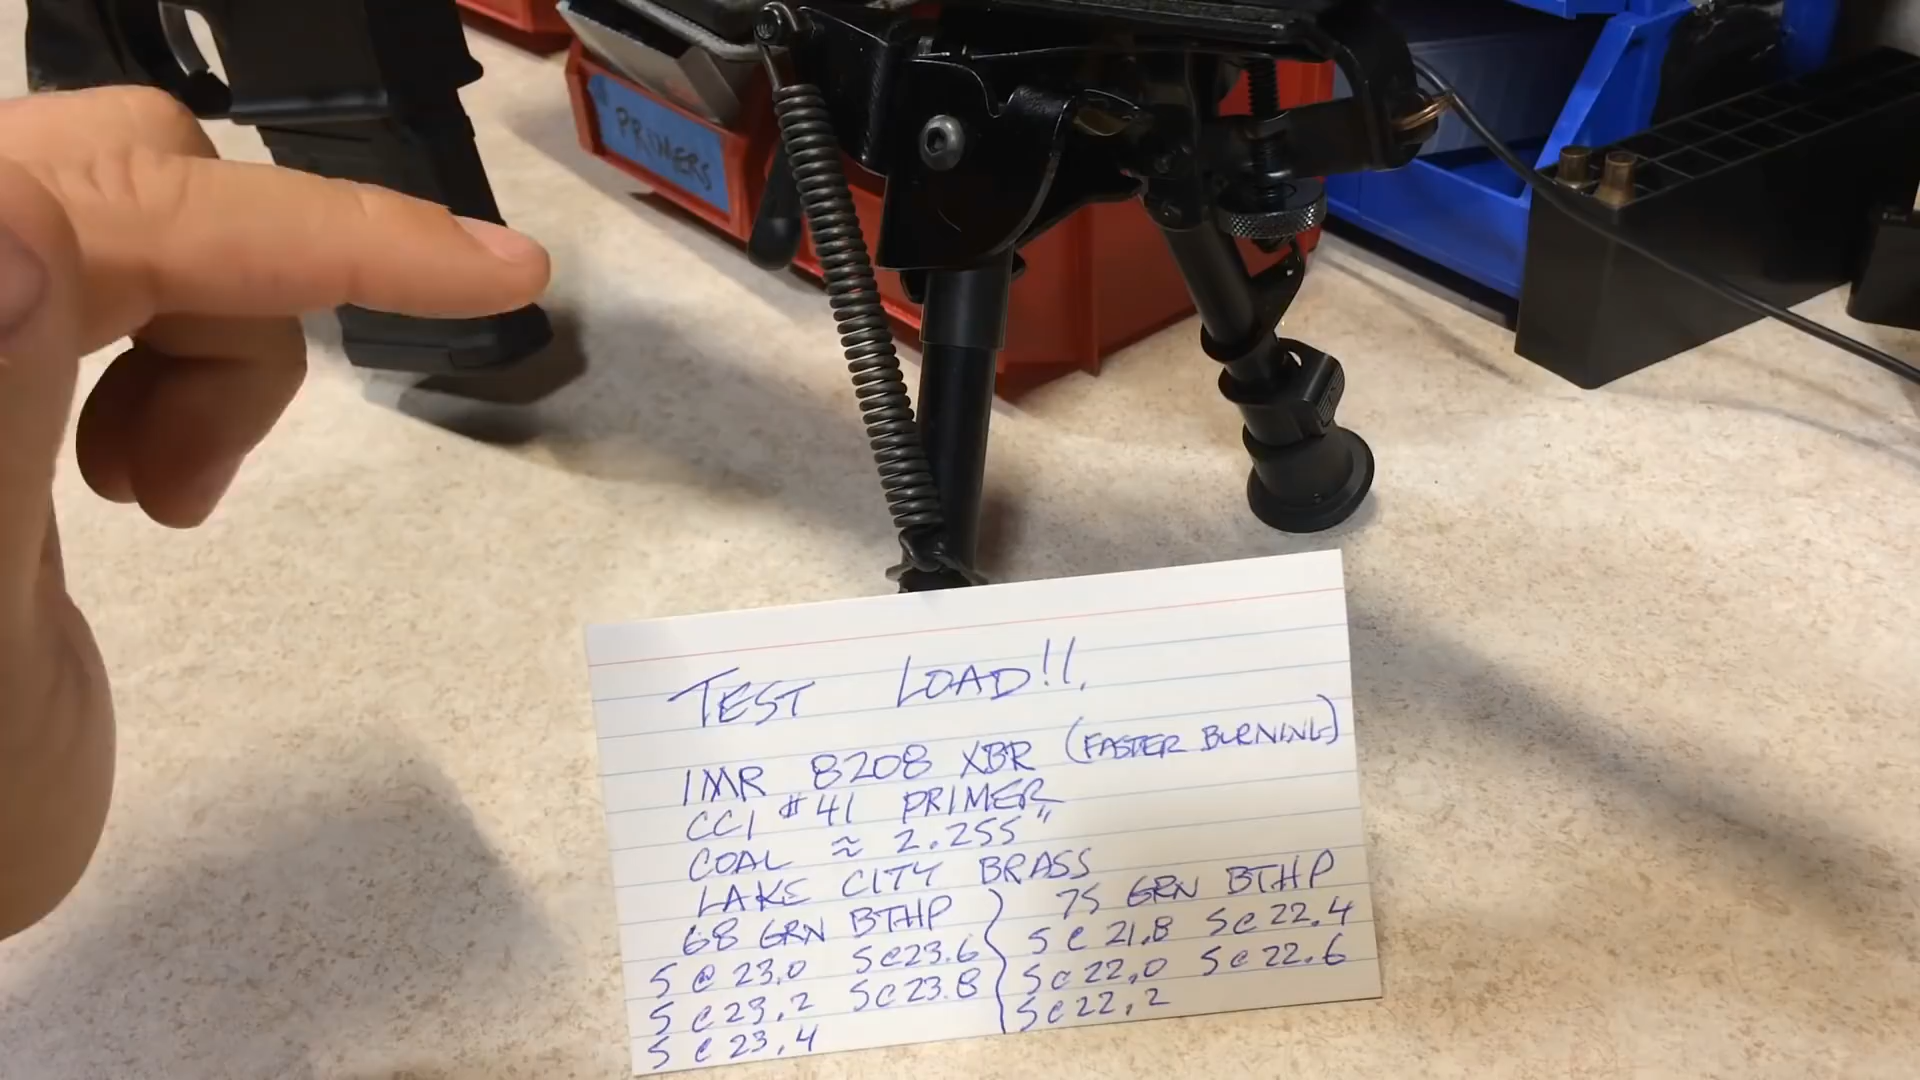 PRIMERS
TEST LOAD!!
IMR 8208 XBR (FASTER BURNING)
CCI #41 PRIMER
COAL ≈ 2.255"
LAKE CITY BRASS
68 GRN BTHP
5 @ 23.0 5@23.6
5 @ 23.2 5@23.8
5 @ 23.4
75 GRN BTHP
5 @ 21.8 5@22.4
5@22.0 5@22.6
5@22.2